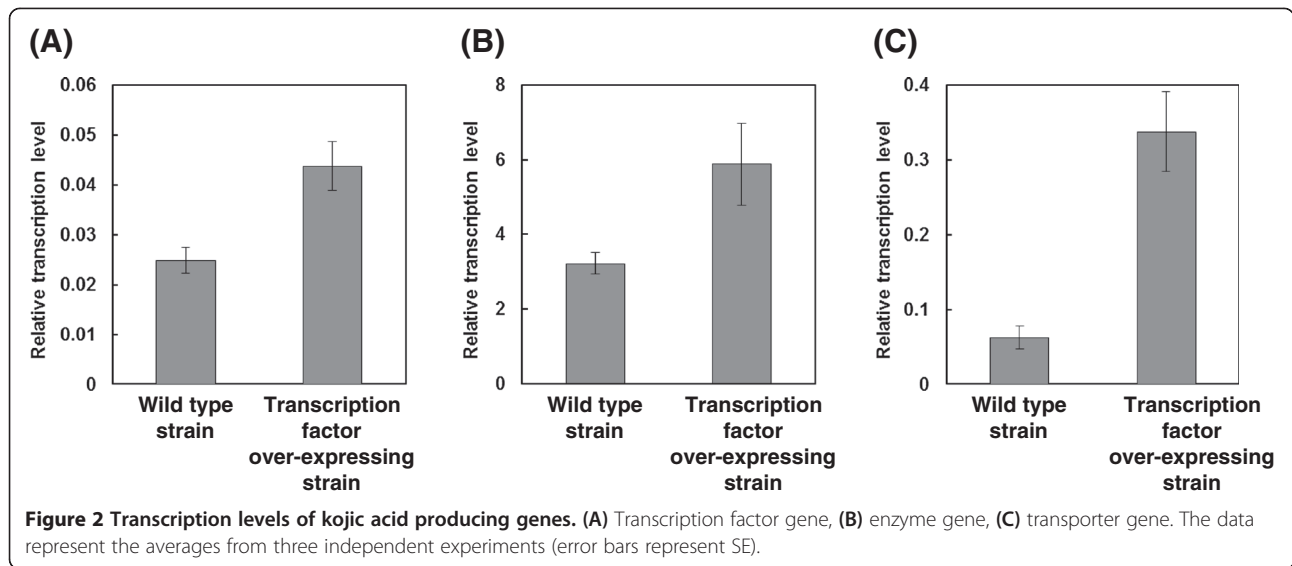 (A)
Relative transcription level
0.06
0.05
0.04
0.03
0.02
0.01
0
Wild type
strain
Transcription
factor
over-expressing
strain
(B)
Relative transcription level
8
6
4
2
0
Wild type
strain
Transcription
factor
over-expressing
strain
(C)
Relative transcription level
0.4
0.3
0.2
0.1
0
Wild type
strain
Transcription
factor
over-expressing
strain
Figure 2 Transcription levels of kojic acid producing genes. (A) Transcription factor gene, (B) enzyme gene, (C) transporter gene. The data
represent the averages from three independent experiments (error bars represent SE).